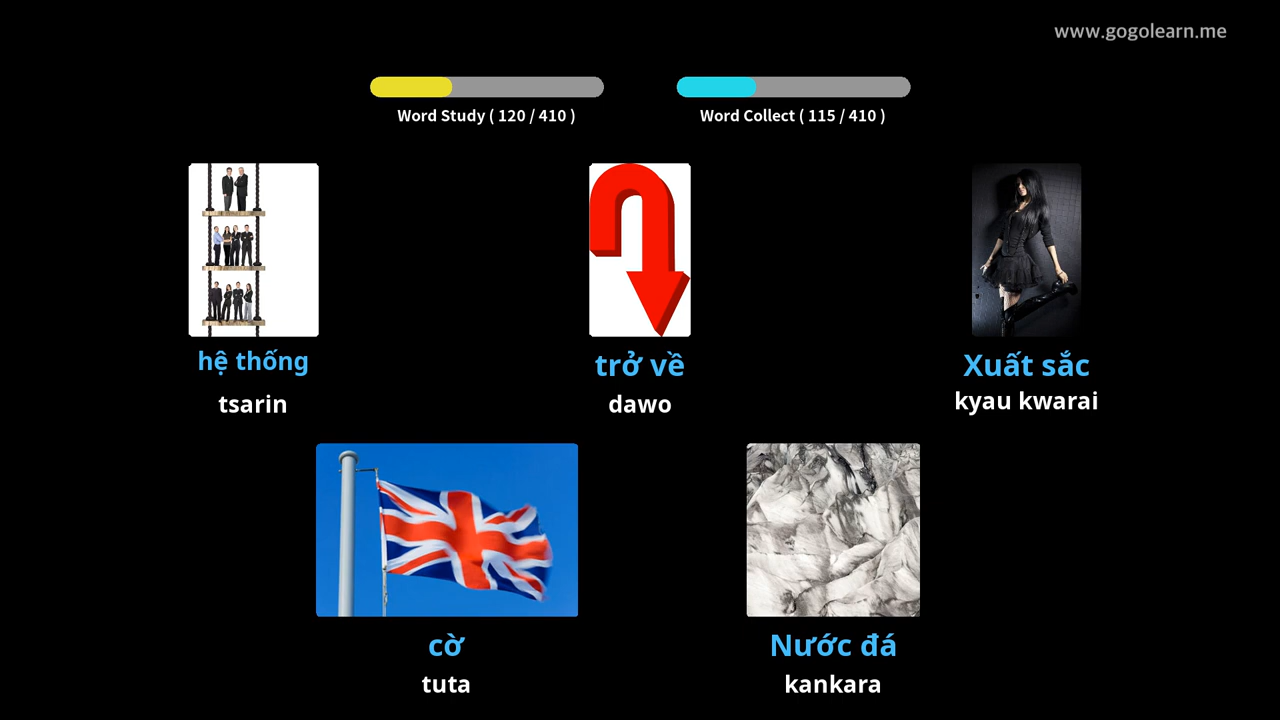 www.gogolearn.me
Word Study ( 120 / 410 )
Word Collect ( 115 / 410 )
hệ thống
tsarin
trở về
dawo
Xuất sắc
kyau kwarai
cờ
tuta
Nước đá
kankara